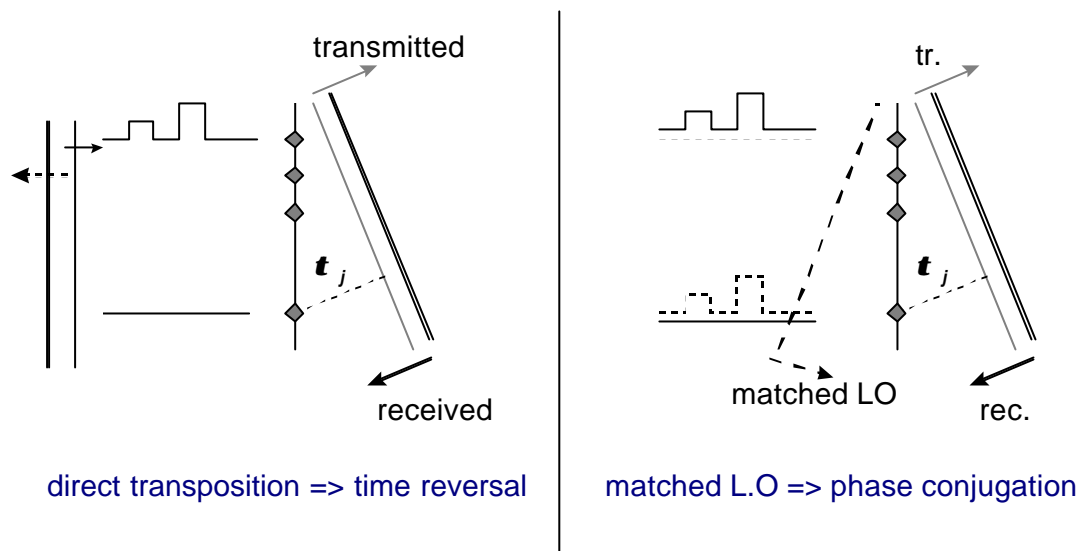 transmitted
t j
received
direct transposition => time reversal
tr.
t j
matched LO
rec.
matched L.O => phase conjugation